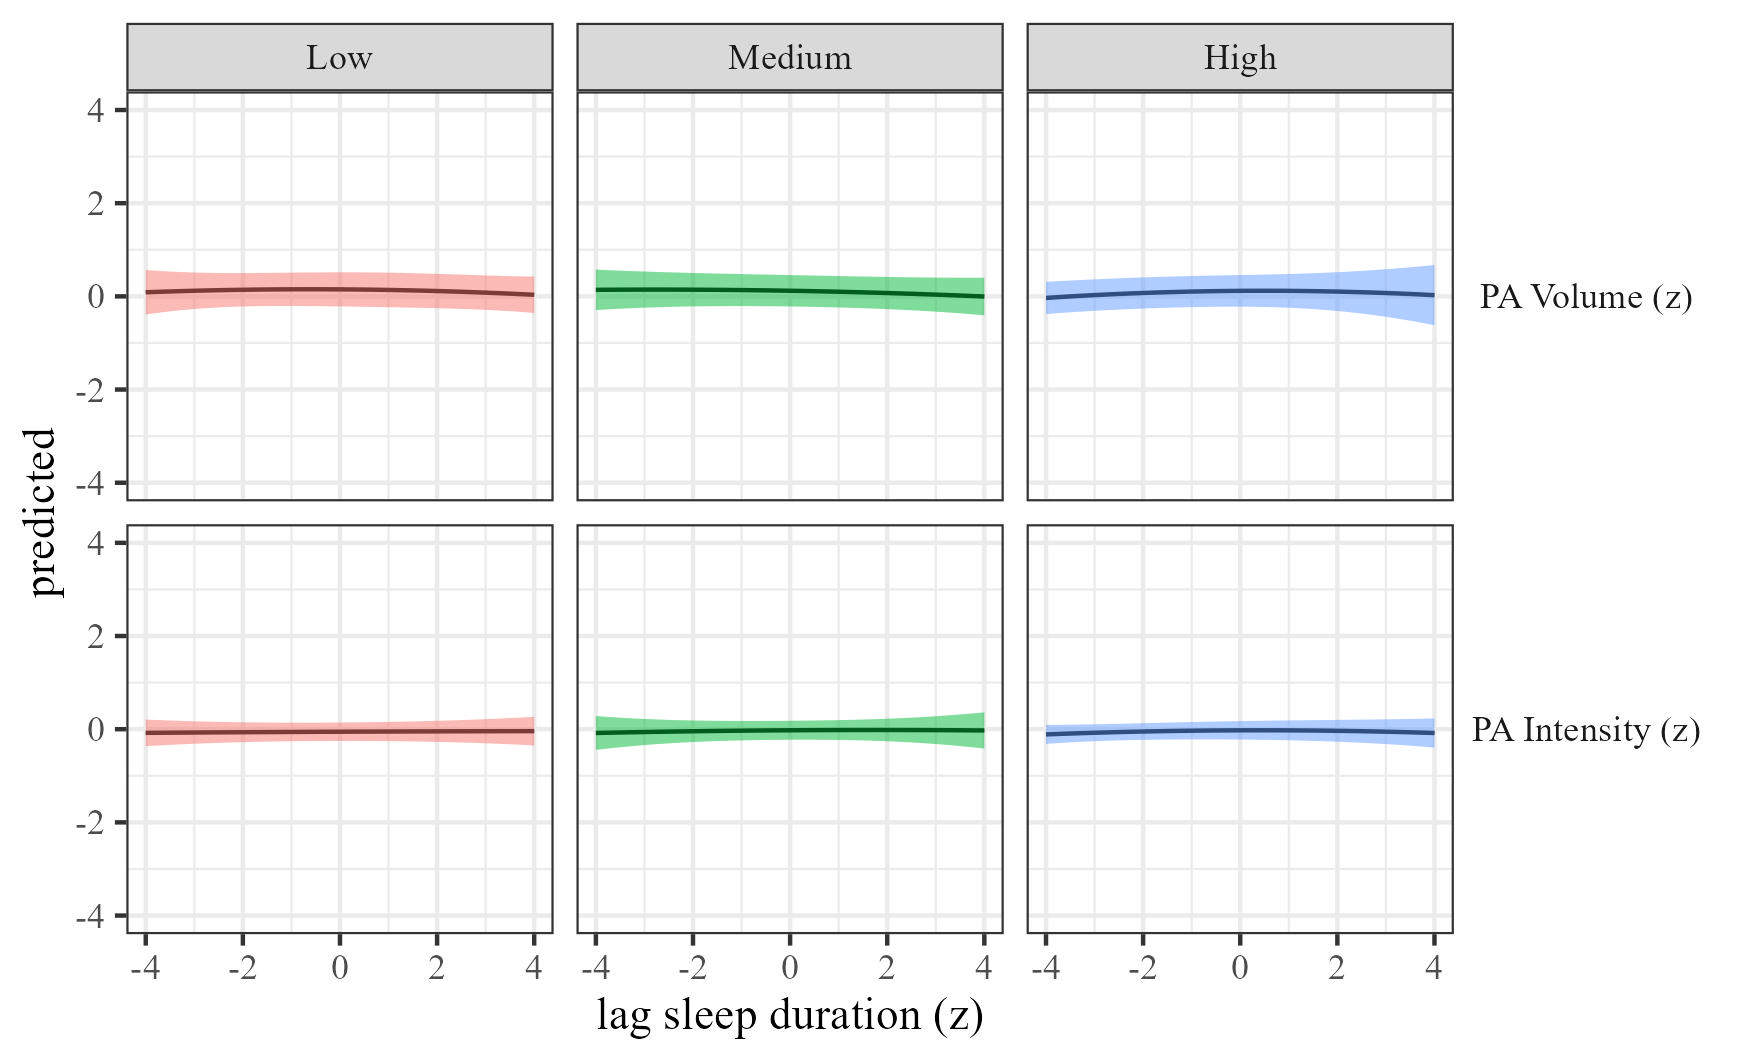 Low
Medium
High
4
2
0
-2
-4
PA Volume (z)
predicted
4
2
0
-2
-4
PA Intensity (z)
-4 -2 0 2 4
-4 -2 0 2 4
-4 -2 0 2 4
lag sleep duration (z)